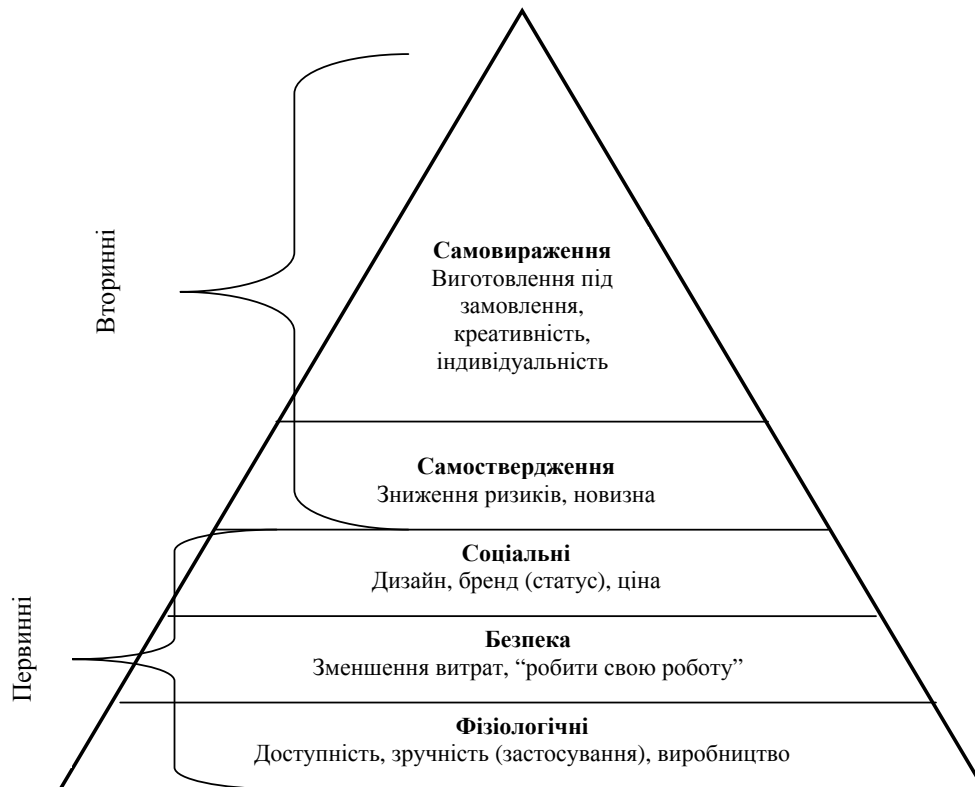 Вторинні
Самовираження
Виготовлення під
замовлення,
креативність,
індивідуальність
Самоствердження
Зниження ризиків, новизна
Первинні
Соціальні
Дизайн, бренд (статус), ціна
Безпека
Зменшення витрат, “робити свою роботу”
Фізіологічні
Доступність, зручність (застосування), виробництво